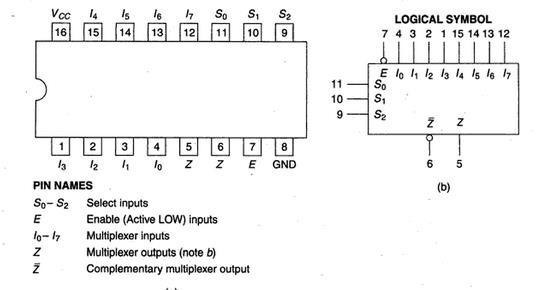 V_CC I₄ I₅ I₆ I₇ S₀ S₁ S₂
16 15 14 13 12 11 10 9
1 2 3 4 5 6 7 8
I₃ I₂ I₁ I₀ Z Z E GND
PIN NAMES
S₀– S₂ Select inputs
E Enable (Active LOW) inputs
I₀– I₇ Multiplexer inputs
Z Multiplexer outputs (note b)
Z̅ Complementary multiplexer output
LOGICAL SYMBOL
7 4 3 2 1 15 14 13 12
E I₀ I₁ I₂ I₃ I₄ I₅ I₆ I₇
11 S₀
10 S₁
9 S₂
Z̅ Z
6 5
(b)